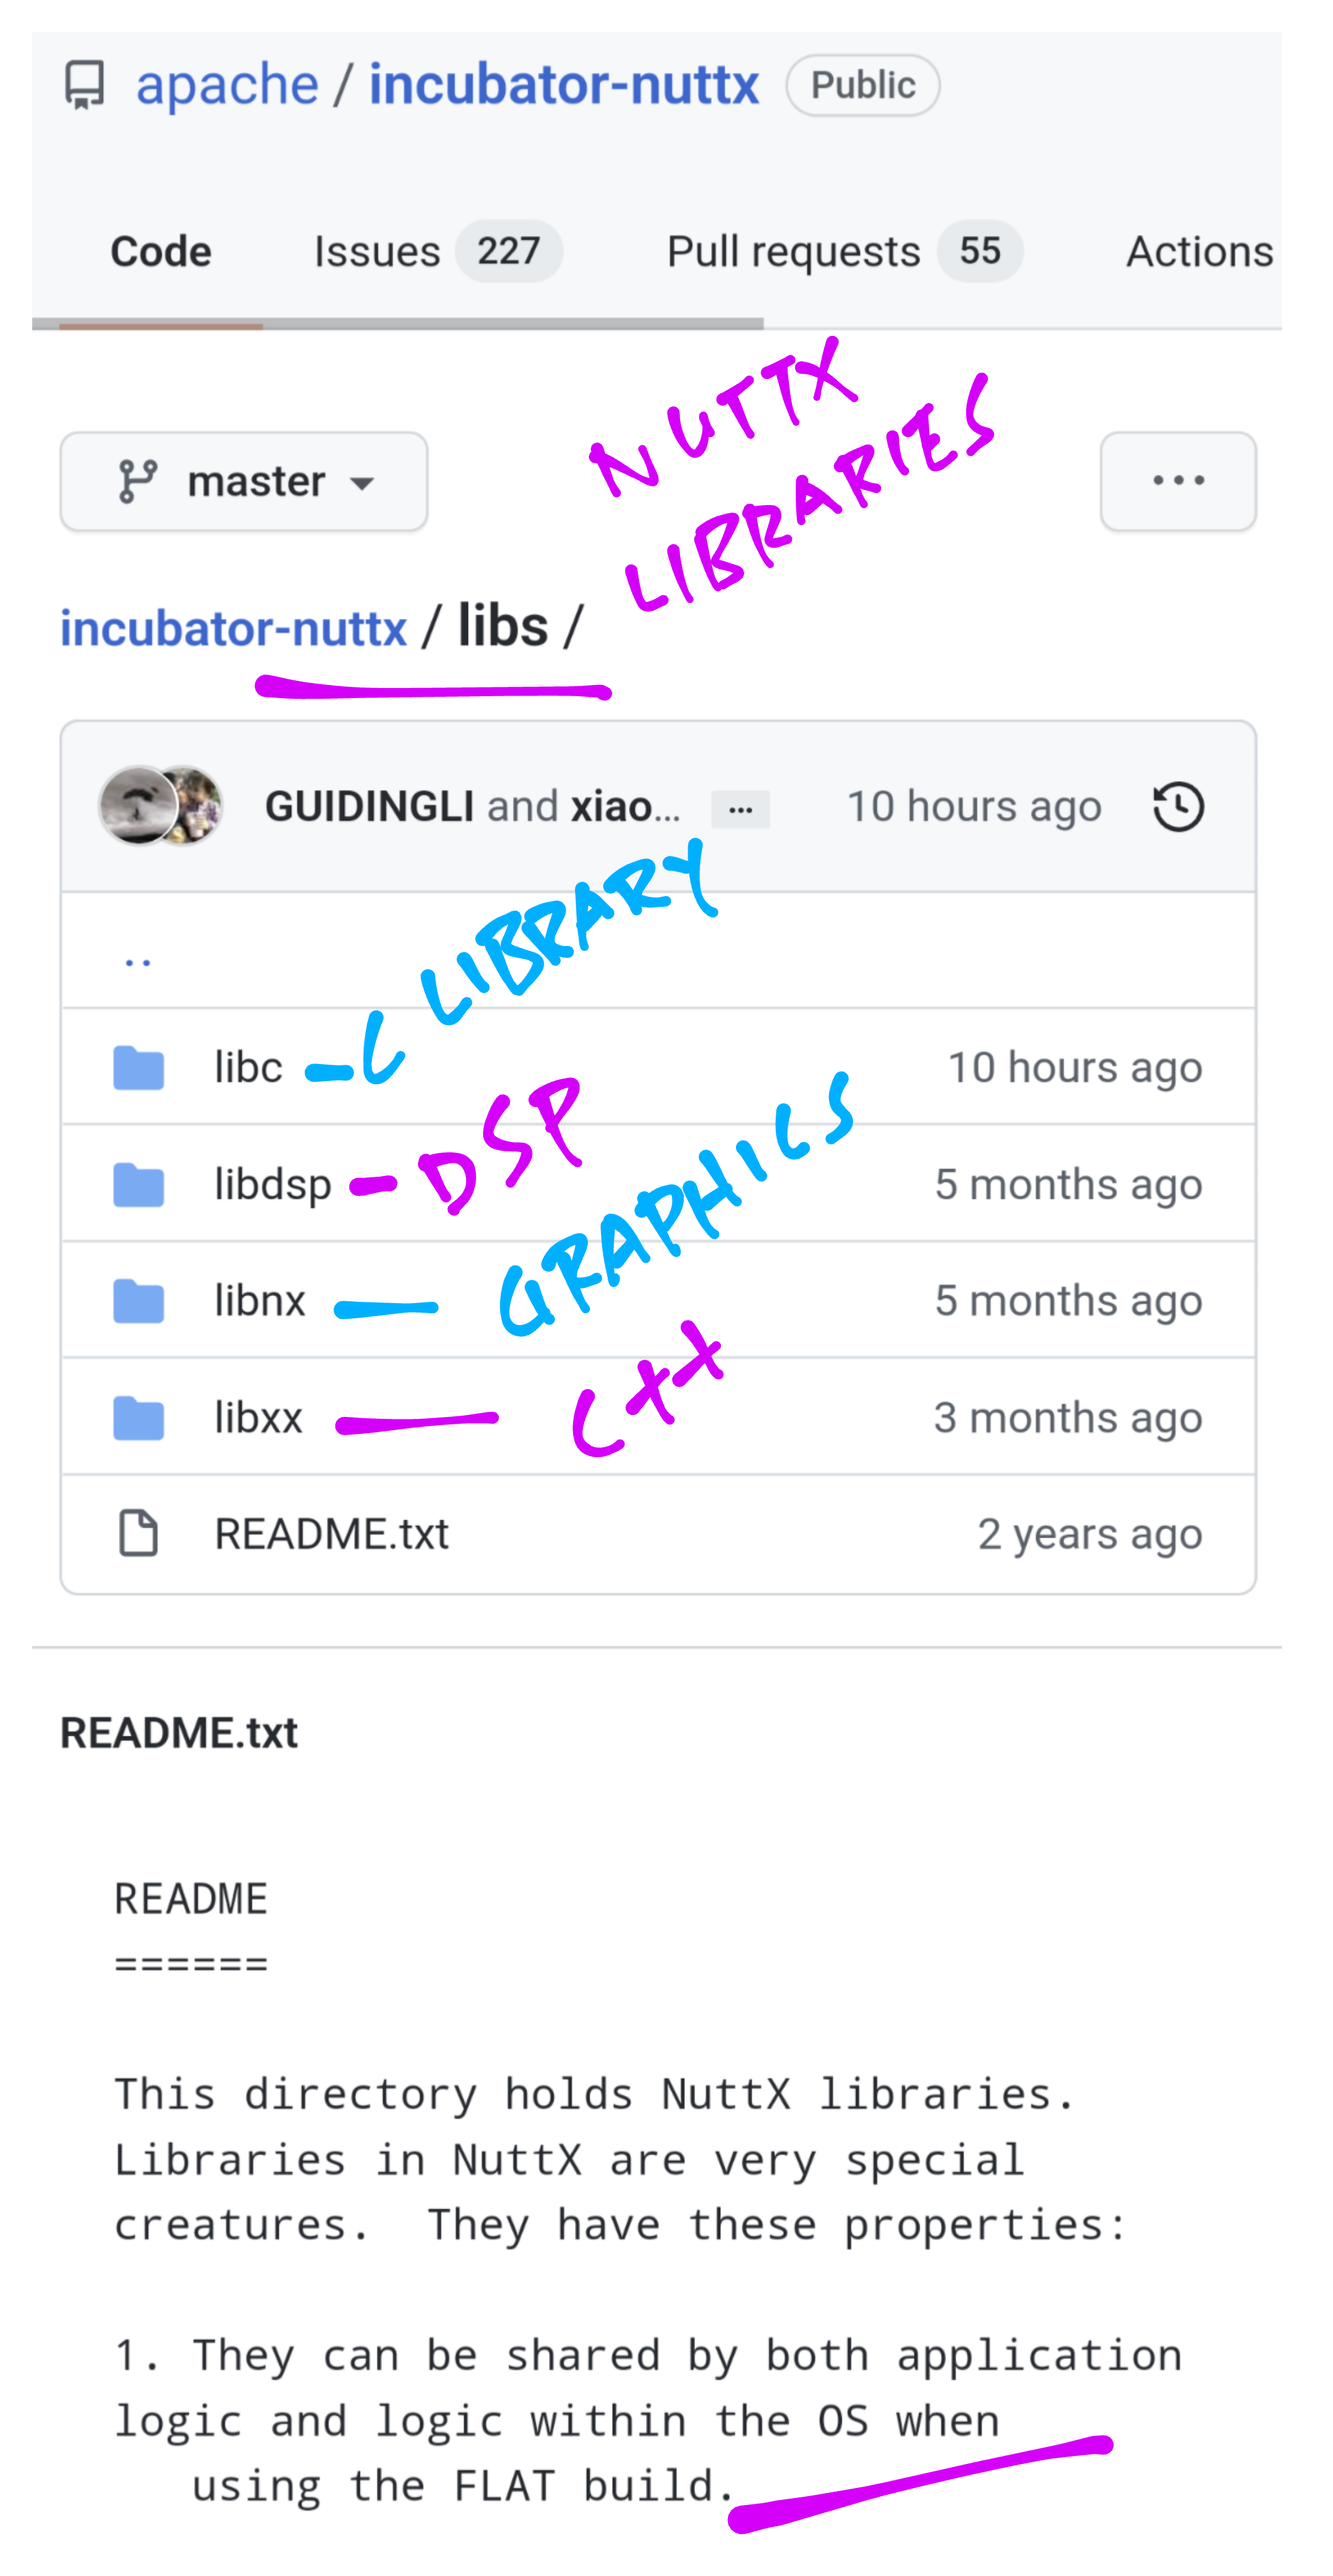 apache / incubator-nuttx Public
Code Issues 227 Pull requests 55 Actions
NUTTX
LIBRARIES
master ...
incubator-nuttx / libs /
GUIDINGLI and xiao... ... 10 hours ago
..
libc - C LIBRARY 10 hours ago
libdsp - DSP 5 months ago
libnx - GRAPHICS 5 months ago
libxx - C++ 3 months ago
README.txt 2 years ago
README.txt
README
======
This directory holds NuttX libraries.
Libraries in NuttX are very special
creatures.  They have these properties:
1. They can be shared by both application
logic and logic within the OS when
using the FLAT build.